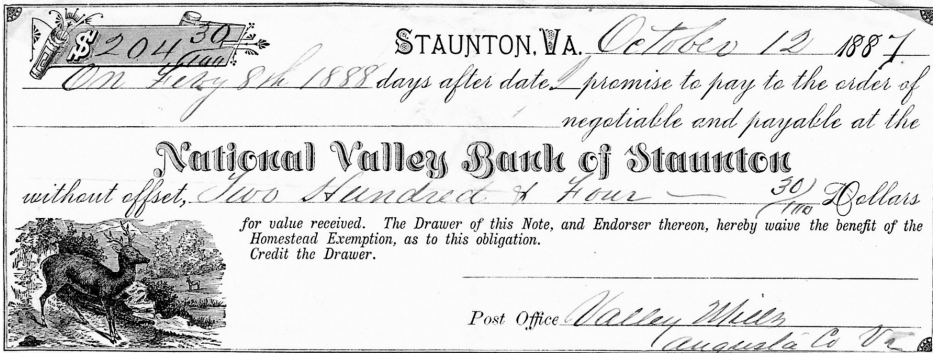 $204 30/100
STAUNTON, VA. October 12 1887
On Feby 8th 1888 days after date I promise to pay to the order of
negotiable and payable at the
National Valley Bank of Staunton
without offset, Two Hundred & Four — 30/100 Dollars
for value received. The Drawer of this Note, and Endorser thereon, hereby waive the benefit of the
Homestead Exemption, as to this obligation.
Credit the Drawer.
Post Office Valley Mills
Augusta Co Va